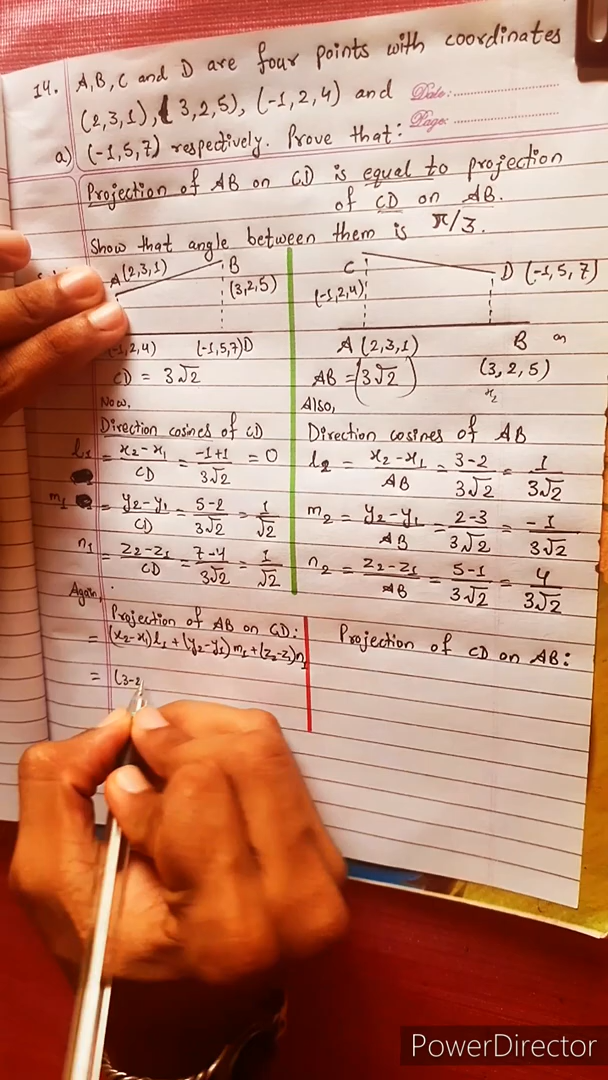 14. A, B, C and D are four points with coordinates
(2,3,1), (3,2,5), (-1,2,4) and
Date:
Page:
a) (-1,5,7) respectively. Prove that:
Projection of AB on CD is equal to projection
of CD on AB.
Show that angle between them is π/3.
A(2,3,1) B
(3,2,5)
(-1,2,4) (-1,5,7)D
CD = 3√2
Now,
Direction cosines of CD
l₁ = x₂-x₁/CD = -1+1/3√2 = 0
m₁ = y₂-y₁/CD = 5-2/3√2 = 1/√2
n₁ = z₂-z₁/CD = 7-4/3√2 = 1/√2
C D (-1,5,7)
(-1,2,4)
A (2,3,1) B
(3,2,5)
x₂
AB = (3√2)
Also,
Direction cosines of AB
l₂ = x₂-x₁/AB = 3-2/3√2 = 1/3√2
m₂ = y₂-y₁/AB = 2-3/3√2 = -1/3√2
n₂ = z₂-z₁/AB = 5-1/3√2 = 4/3√2
Again,
Projection of AB on CD:
= (x₂-x₁)l₁ + (y₂-y₁)m₁ + (z₂-z₁)n₁
= (3-2
Projection of CD on AB:
PowerDirector